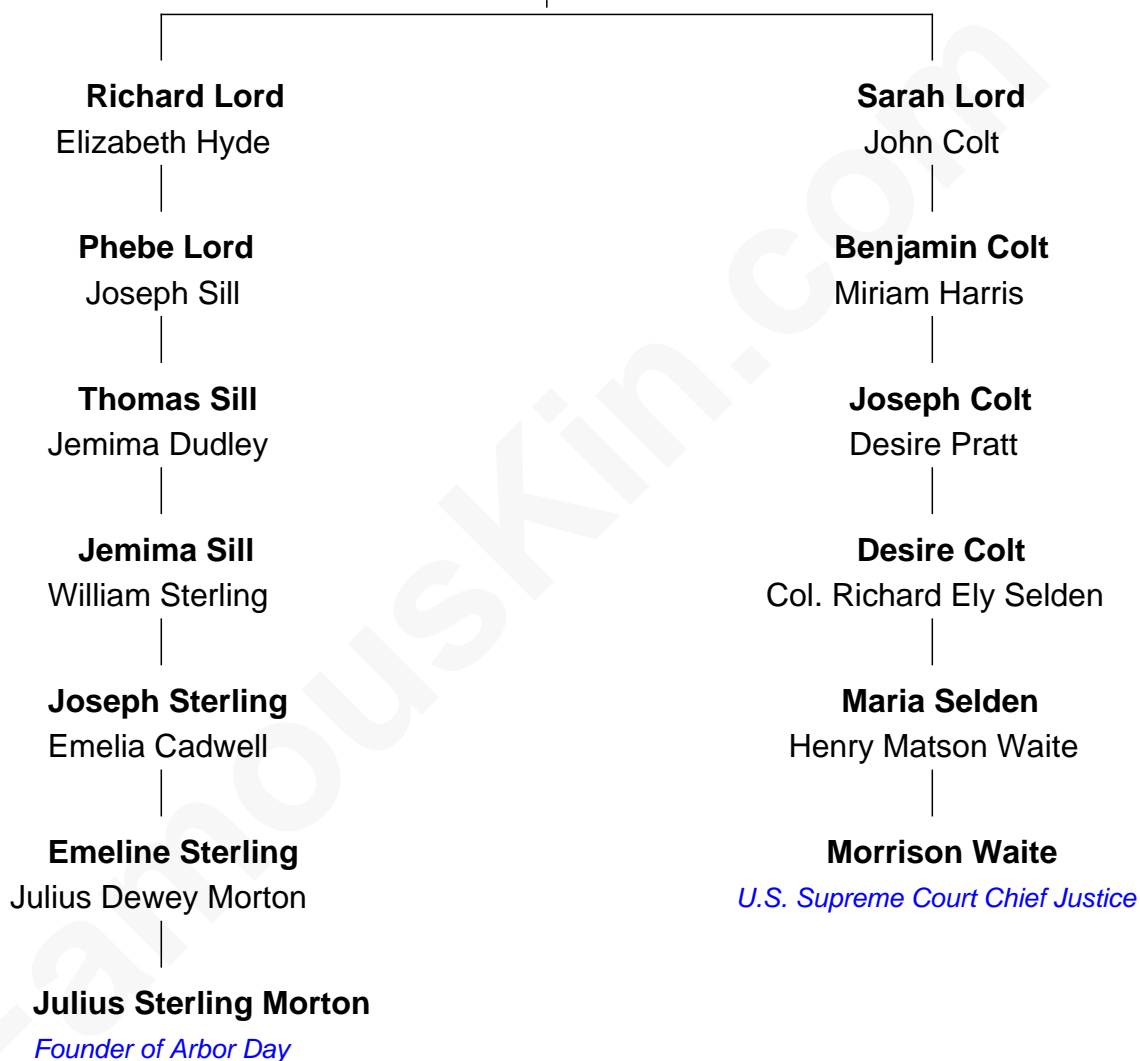 Richard Lord
Elizabeth Hyde
Phebe Lord
Joseph Sill
Thomas Sill
Jemima Dudley
Jemima Sill
William Sterling
Joseph Sterling
Emelia Cadwell
Emeline Sterling
Julius Dewey Morton
Julius Sterling Morton
Founder of Arbor Day
Sarah Lord
John Colt
Benjamin Colt
Miriam Harris
Joseph Colt
Desire Pratt
Desire Colt
Col. Richard Ely Selden
Maria Selden
Henry Matson Waite
Morrison Waite
U.S. Supreme Court Chief Justice
FamousKin.com